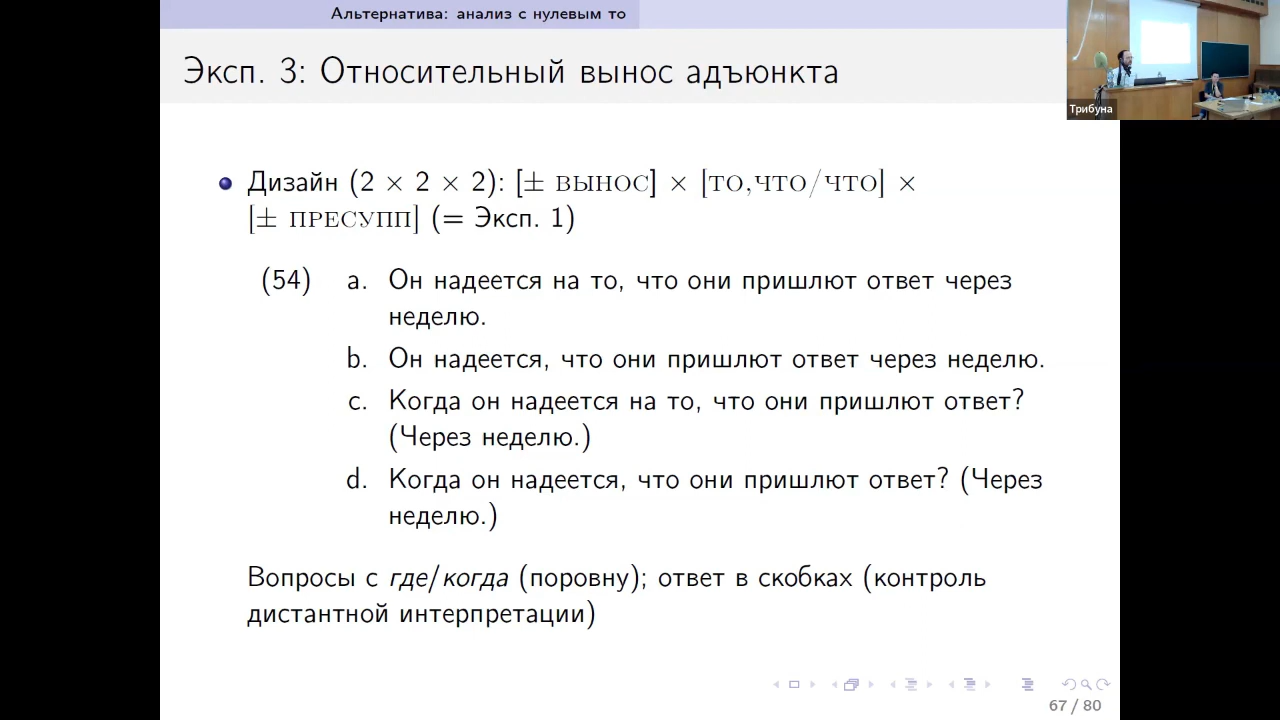 Альтернатива: анализ с нулевым то
Эксп. 3: Относительный вынос адъюнкта
Трибуна
Дизайн (2 × 2 × 2): [± ВЫНОС] × [ТО,ЧТО/ЧТО] ×
[± ПРЕСУПП] (= Эксп. 1)
(54) a. Он надеется на то, что они пришлют ответ через
неделю.
b. Он надеется, что они пришлют ответ через неделю.
c. Когда он надеется на то, что они пришлют ответ?
(Через неделю.)
d. Когда он надеется, что они пришлют ответ? (Через
неделю.)
Вопросы с где/когда (поровну); ответ в скобках (контроль
дистантной интерпретации)
67 / 80